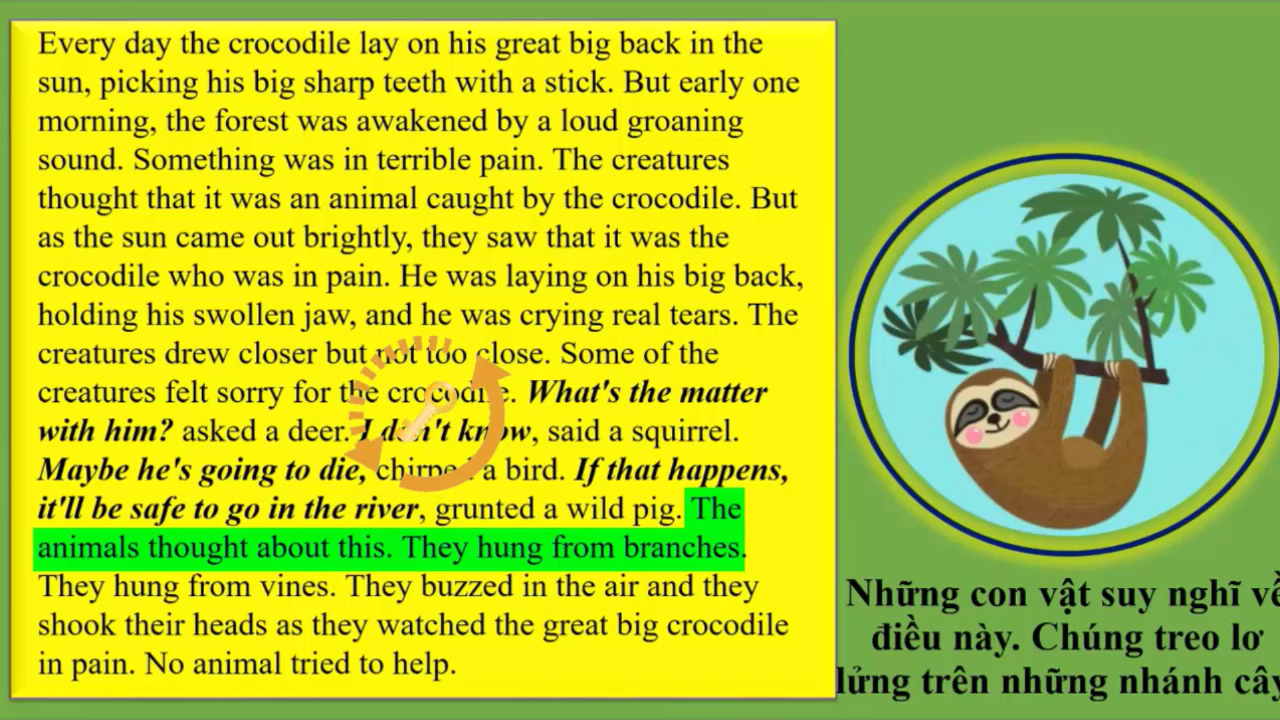 Every day the crocodile lay on his great big back in the
sun, picking his big sharp teeth with a stick. But early one
morning, the forest was awakened by a loud groaning
sound. Something was in terrible pain. The creatures
thought that it was an animal caught by the crocodile. But
as the sun came out brightly, they saw that it was the
crocodile who was in pain. He was laying on his big back,
holding his swollen jaw, and he was crying real tears. The
creatures drew closer but not too close. Some of the
creatures felt sorry for the crocodile. What's the matter
with him? asked a deer. I don't know, said a squirrel.
Maybe he's going to die, chirped a bird. If that happens,
it'll be safe to go in the river, grunted a wild pig. The
animals thought about this. They hung from branches.
They hung from vines. They buzzed in the air and they
shook their heads as they watched the great big crocodile
in pain. No animal tried to help.
Những con vật suy nghĩ về
điều này. Chúng treo lơ
lửng trên những nhánh cây